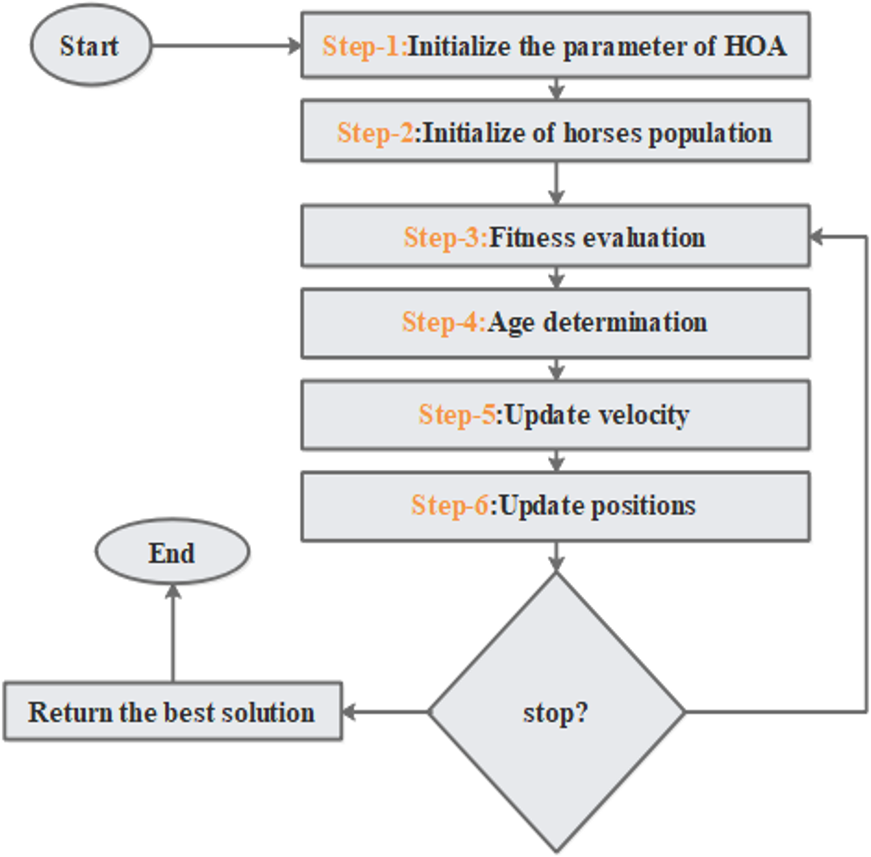 Start
Step-1:Initialize the parameter of HOA
Step-2:Initialize of horses population
Step-3:Fitness evaluation
Step-4:Age determination
Step-5:Update velocity
Step-6:Update positions
End
Return the best solution
stop?